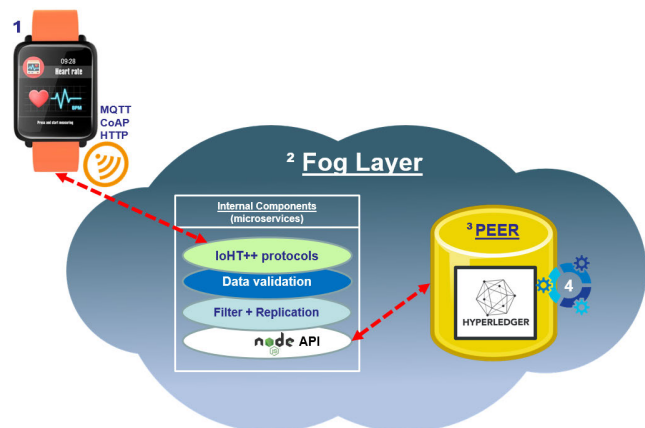 1
09:28
Heart rate
BPM
Press and start measuring
MQTT
CoAP
HTTP
2 Fog Layer
Internal Components
(microservices)
IoHT++ protocols
Data validation
Filter + Replication
node API
JS
3 PEER
HYPERLEDGER
4